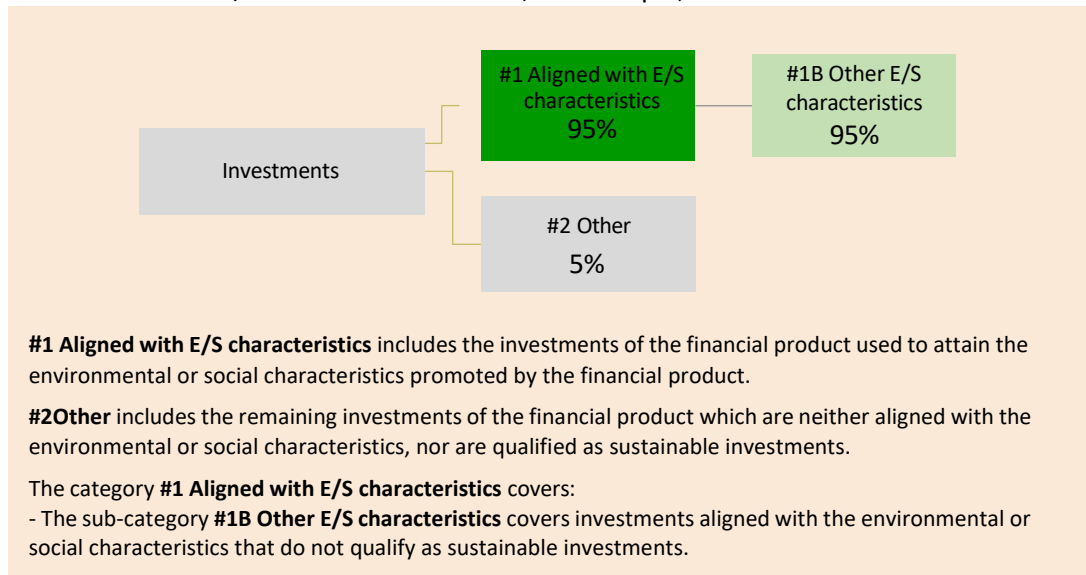 #1 Aligned with E/S
characteristics
95%
#1B Other E/S
characteristics
95%
Investments
#2 Other
5%
#1 Aligned with E/S characteristics includes the investments of the financial product used to attain the
environmental or social characteristics promoted by the financial product.
#2Other includes the remaining investments of the financial product which are neither aligned with the
environmental or social characteristics, nor are qualified as sustainable investments.
The category #1 Aligned with E/S characteristics covers:
- The sub-category #1B Other E/S characteristics covers investments aligned with the environmental or
social characteristics that do not qualify as sustainable investments.